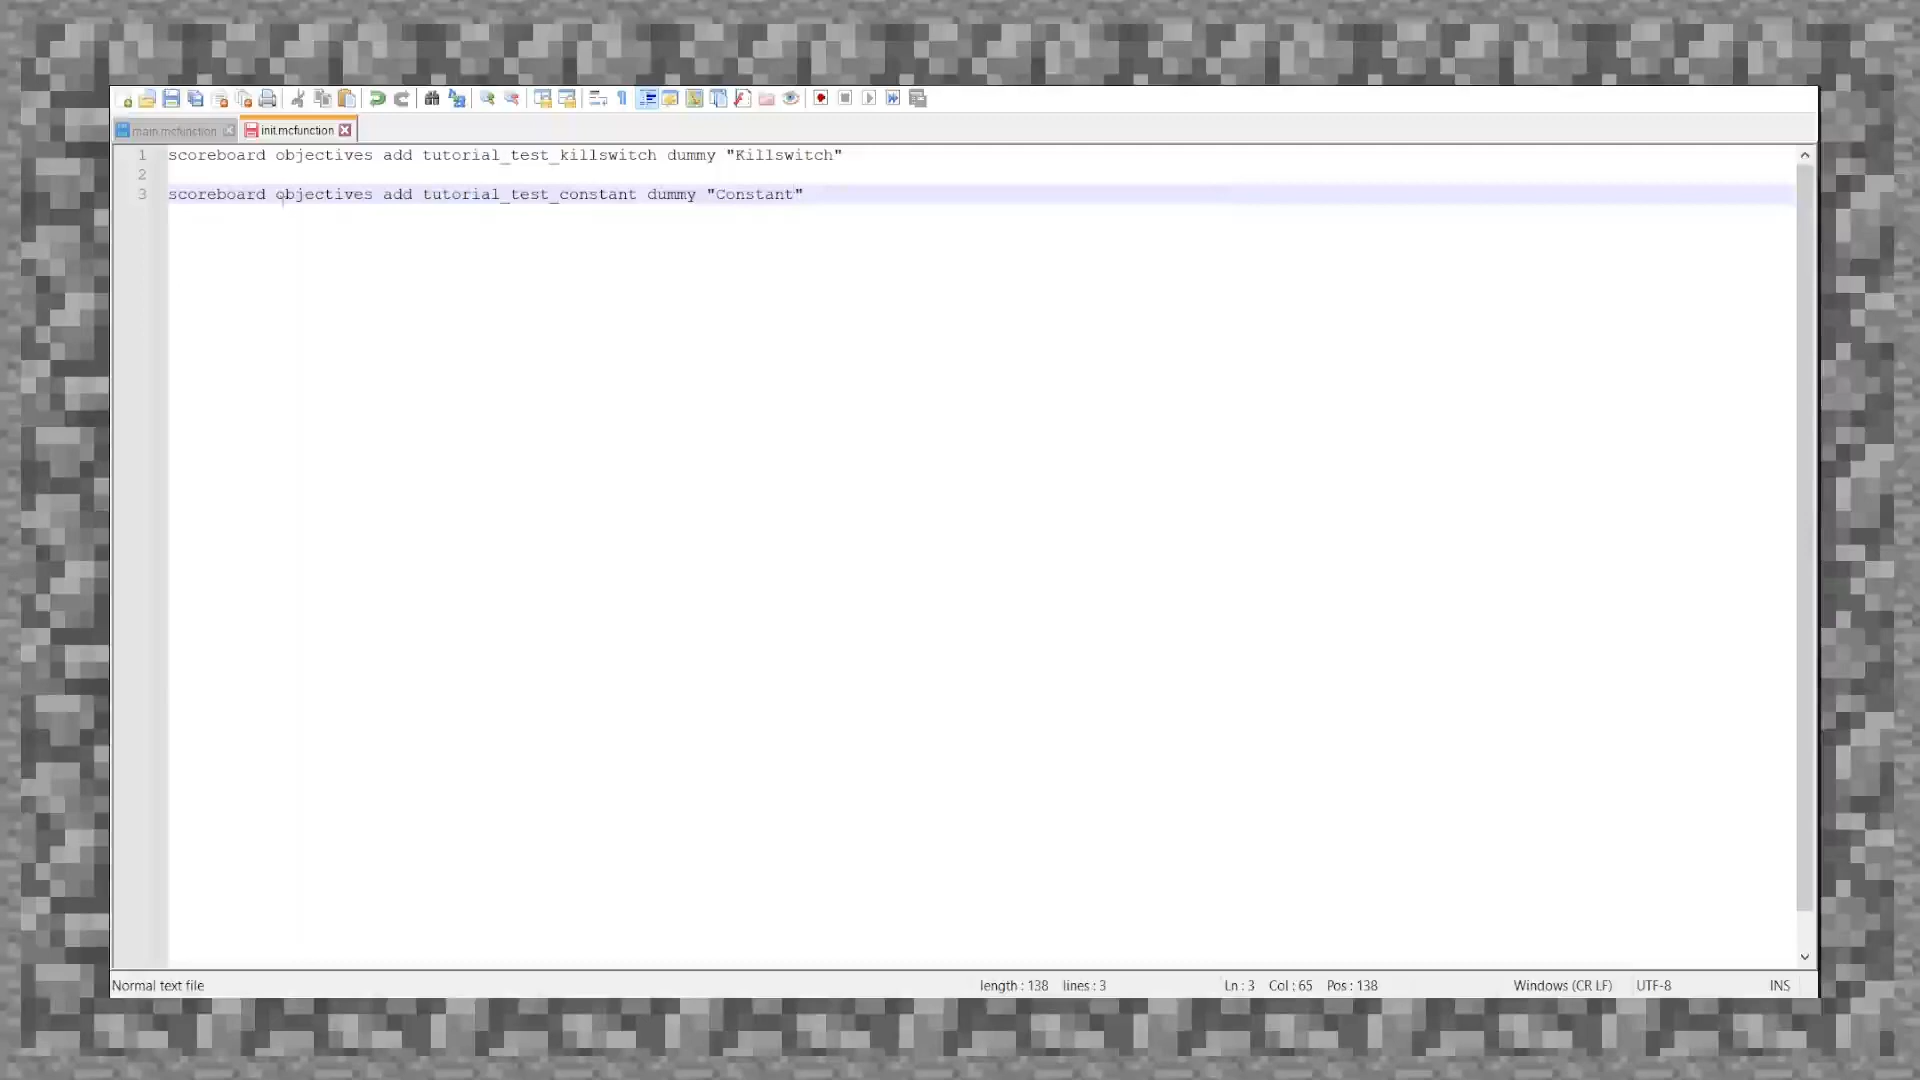 main.mcfunction
init.mcfunction
1 scoreboard objectives add tutorial_test_killswitch dummy "Killswitch"
2
3 scoreboard objectives add tutorial_test_constant dummy "Constant"
Normal text file length : 138 lines : 3 Ln : 3 Col : 65 Pos : 138 Windows (CR LF) UTF-8 INS